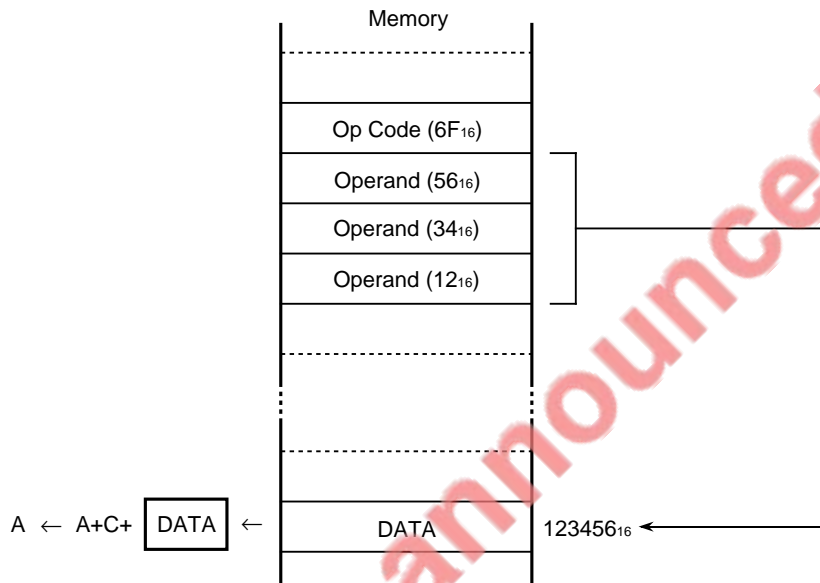 Memory
Op Code (6F₁₆)
Operand (56₁₆)
Operand (34₁₆)
Operand (12₁₆)
A ← A+C+ DATA ← DATA 123456₁₆
announced